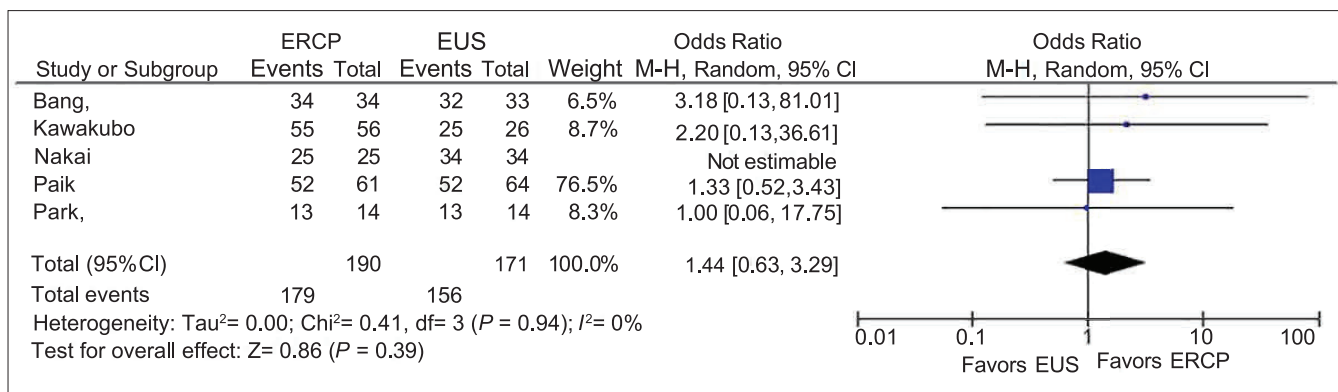 ERCP EUS Odds Ratio Odds Ratio
Study or Subgroup Events Total Events Total Weight M-H, Random, 95% CI M-H, Random, 95% CI
Bang, 34 34 32 33 6.5% 3.18 [0.13,81.01]
Kawakubo 55 56 25 26 8.7% 2.20 [0.13,36.61]
Nakai 25 25 34 34 Not estimable
Paik 52 61 52 64 76.5% 1.33 [0.52,3.43]
Park, 13 14 13 14 8.3% 1.00 [0.06, 17.75]
Total (95%CI) 190 171 100.0% 1.44 [0.63, 3.29]
Total events 179 156
Heterogeneity: Tau²= 0.00; Chi²= 0.41, df= 3 (P = 0.94); I²= 0%
Test for overall effect: Z= 0.86 (P = 0.39)
0.01 0.1 1 10 100
Favors EUS Favors ERCP